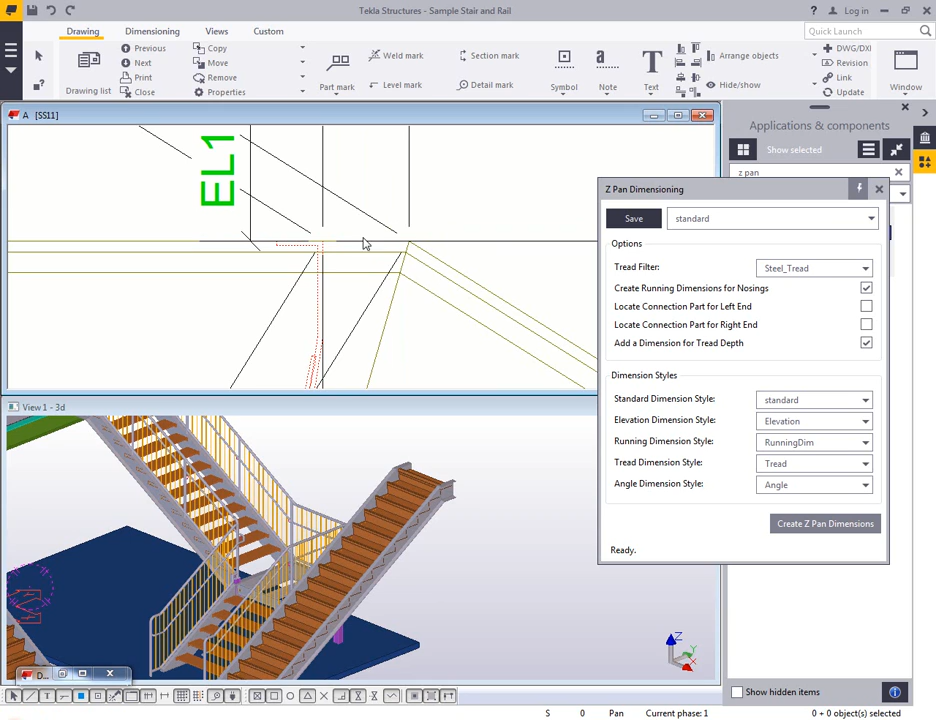 Tekla Structures - Sample Stair and Rail
? Log in
Drawing Dimensioning Views Custom
Quick Launch
Drawing list
Previous
Next
Print
Close
Copy
Move
Remove
Properties
Part mark
Weld mark
Level mark
Section mark
Detail mark
Symbol
Note
Text
Arrange objects
Hide/show
DWG/DXI
Revision
Link
Update
Window
A [SS11]
EL1
Applications & components
Show selected
z pan
Z Pan Dimensioning
Save
standard
Options
Tread Filter: Steel_Tread
Create Running Dimensions for Nosings
Locate Connection Part for Left End
Locate Connection Part for Right End
Add a Dimension for Tread Depth
Dimension Styles
Standard Dimension Style: standard
Elevation Dimension Style: Elevation
Running Dimension Style: RunningDim
Tread Dimension Style: Tread
Angle Dimension Style: Angle
Create Z Pan Dimensions
Ready.
View 1 - 3d
Z
Y
X
D...
Show hidden items
S 0 Pan Current phase: 1 0 + 0 object(s) selected